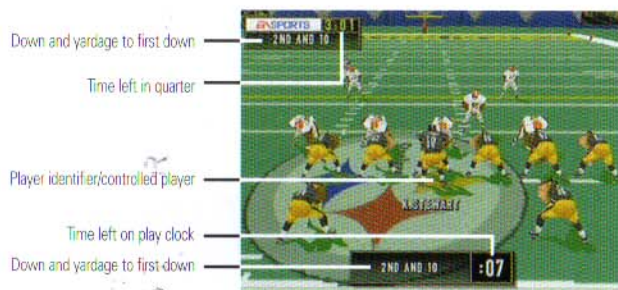 EA SPORTS 3:01
Down and yardage to first down
2ND AND 10
Time left in quarter
Player identifier/controlled player
K.STEWART
Time left on play clock
Down and yardage to first down
2ND AND 10 :07